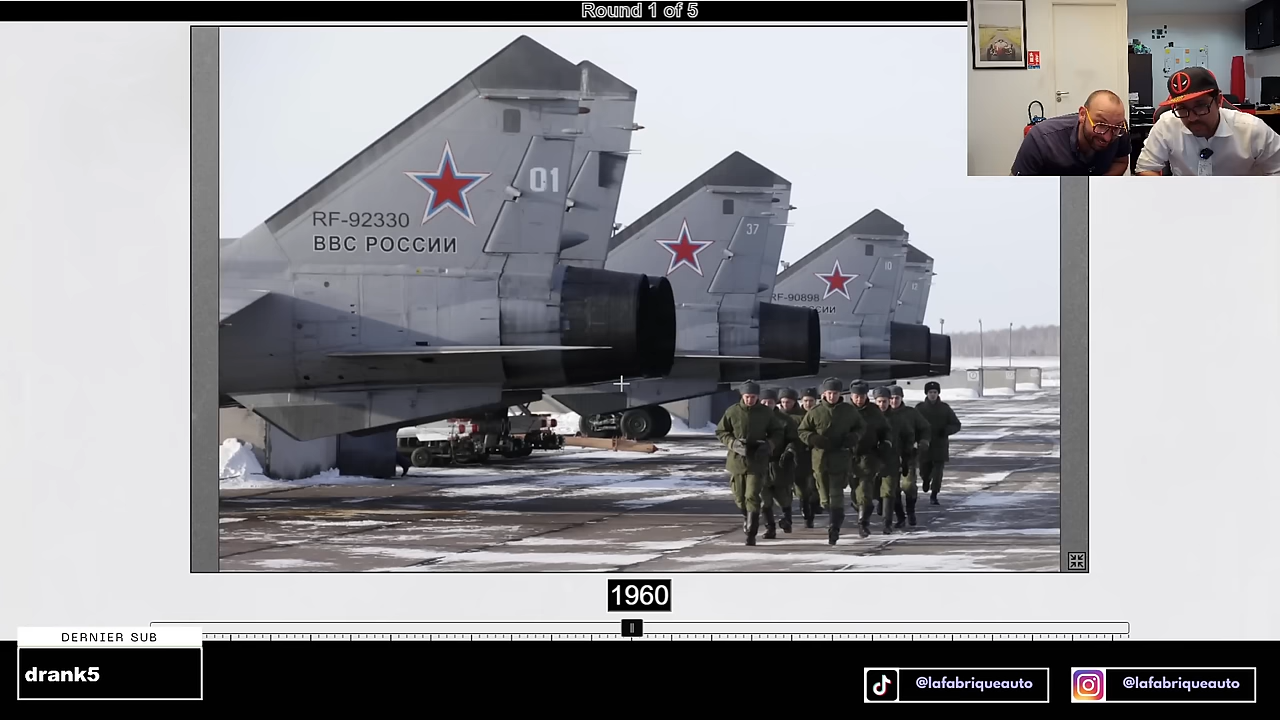 Round 1 of 5
01
RF-92330
ВВС РОССИИ
37
10
RF-90898
1960
DERNIER SUB
drank5
@lafabriqueauto
@lafabriqueauto